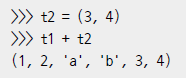 >>> t2 = (3, 4)
>>> t1 + t2
(1, 2, 'a', 'b', 3, 4)